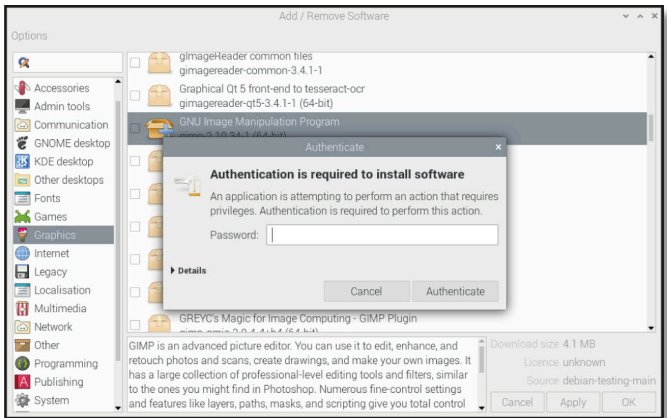 Add / Remove Software
Options
gImageReader common files
gimagereader-common-3.4.1-1
Accessories
Graphical Qt 5 front-end to tesseract-ocr
Admin tools
gimagereader-qt5-3.4.1-1 (64-bit)
Communication
GNU Image Manipulation Program
gimp-2.10.34-1 (64-bit)
GNOME desktop
KDE desktop
Other desktops
Fonts
Games
Graphics
Internet
Legacy
Localisation
Multimedia
Network
Other
Programming
Publishing
System
Authenticate
Authentication is required to install software
An application is attempting to perform an action that requires
privileges. Authentication is required to perform this action.
Password:
Details
Cancel Authenticate
GREYC's Magic for Image Computing - GIMP Plugin
GIMP is an advanced picture editor. You can use it to edit, enhance, and
retouch photos and scans, create drawings, and make your own images. It
has a large collection of professional-level editing tools and filters, similar
to the ones you might find in Photoshop. Numerous fine-control settings
and features like layers, paths, masks, and scripting give you total control
Download size 4.1 MB
Licence unknown
Source debian-testing-main
Cancel Apply OK